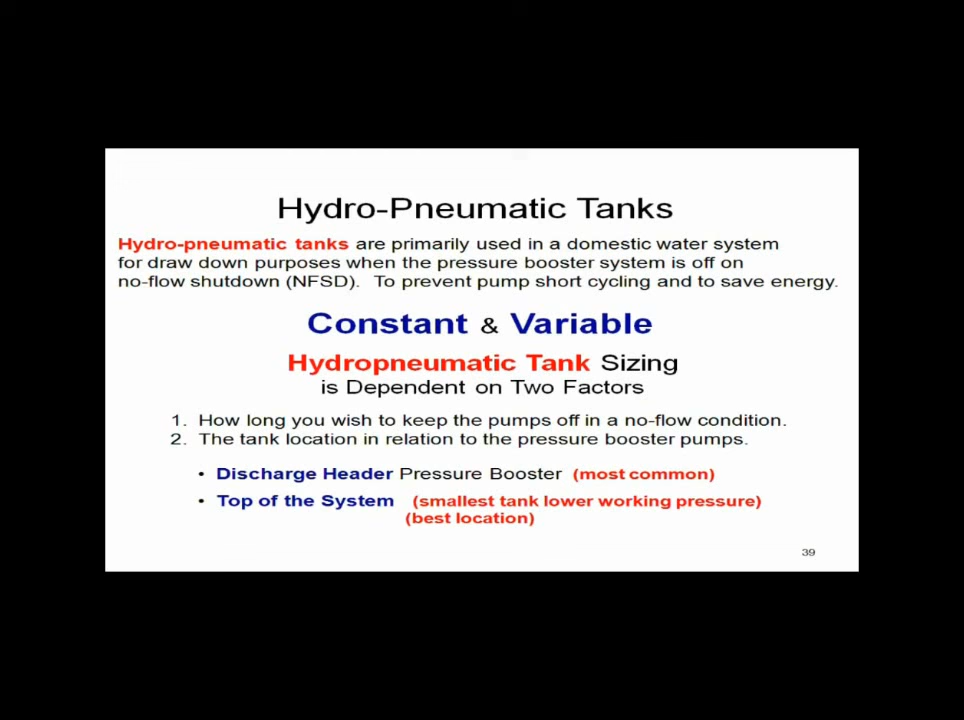 Hydro-Pneumatic Tanks
Hydro-pneumatic tanks are primarily used in a domestic water system
for draw down purposes when the pressure booster system is off on
no-flow shutdown (NFSD). To prevent pump short cycling and to save energy.
Constant & Variable
Hydropneumatic Tank Sizing
is Dependent on Two Factors
1. How long you wish to keep the pumps off in a no-flow condition.
2. The tank location in relation to the pressure booster pumps.
• Discharge Header Pressure Booster (most common)
• Top of the System (smallest tank lower working pressure)
(best location)
39